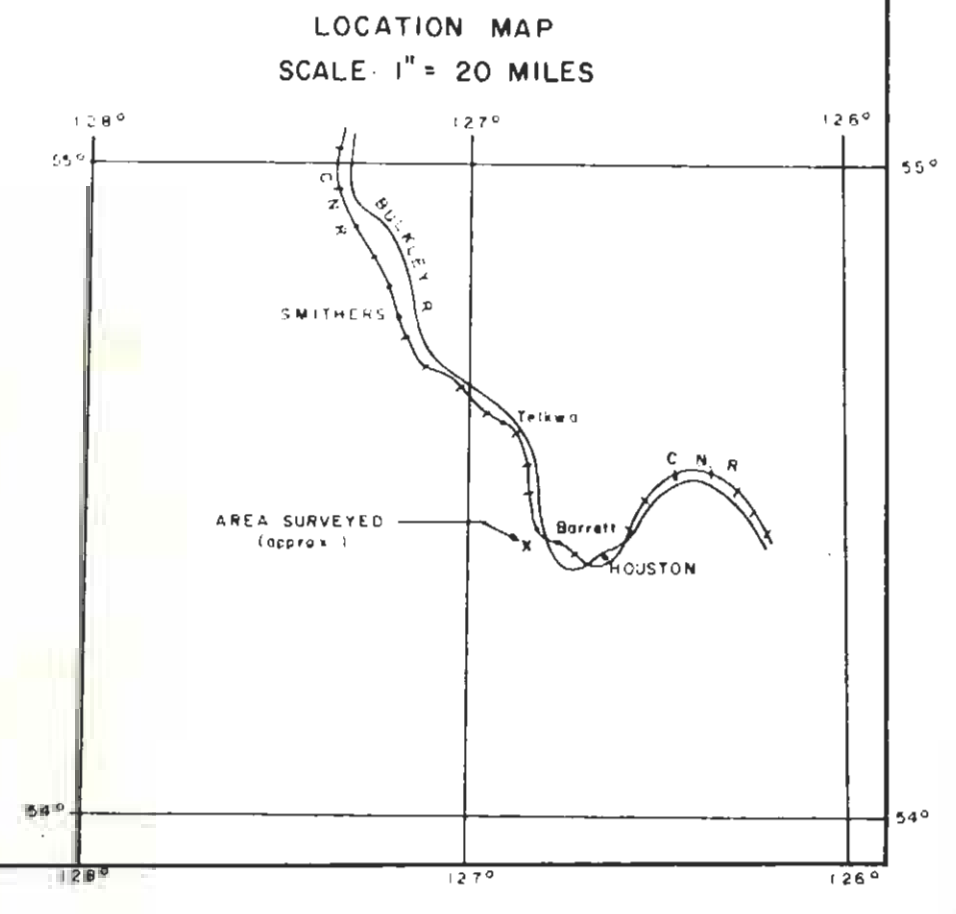 LOCATION MAP
SCALE 1" = 20 MILES
128° 127° 126°
55° 55°
C N R
BULKLEY R
SMITHERS
Telkwa
C N R
AREA SURVEYED
(approx.)
Barrett
HOUSTON
54° 54°
128° 127° 126°